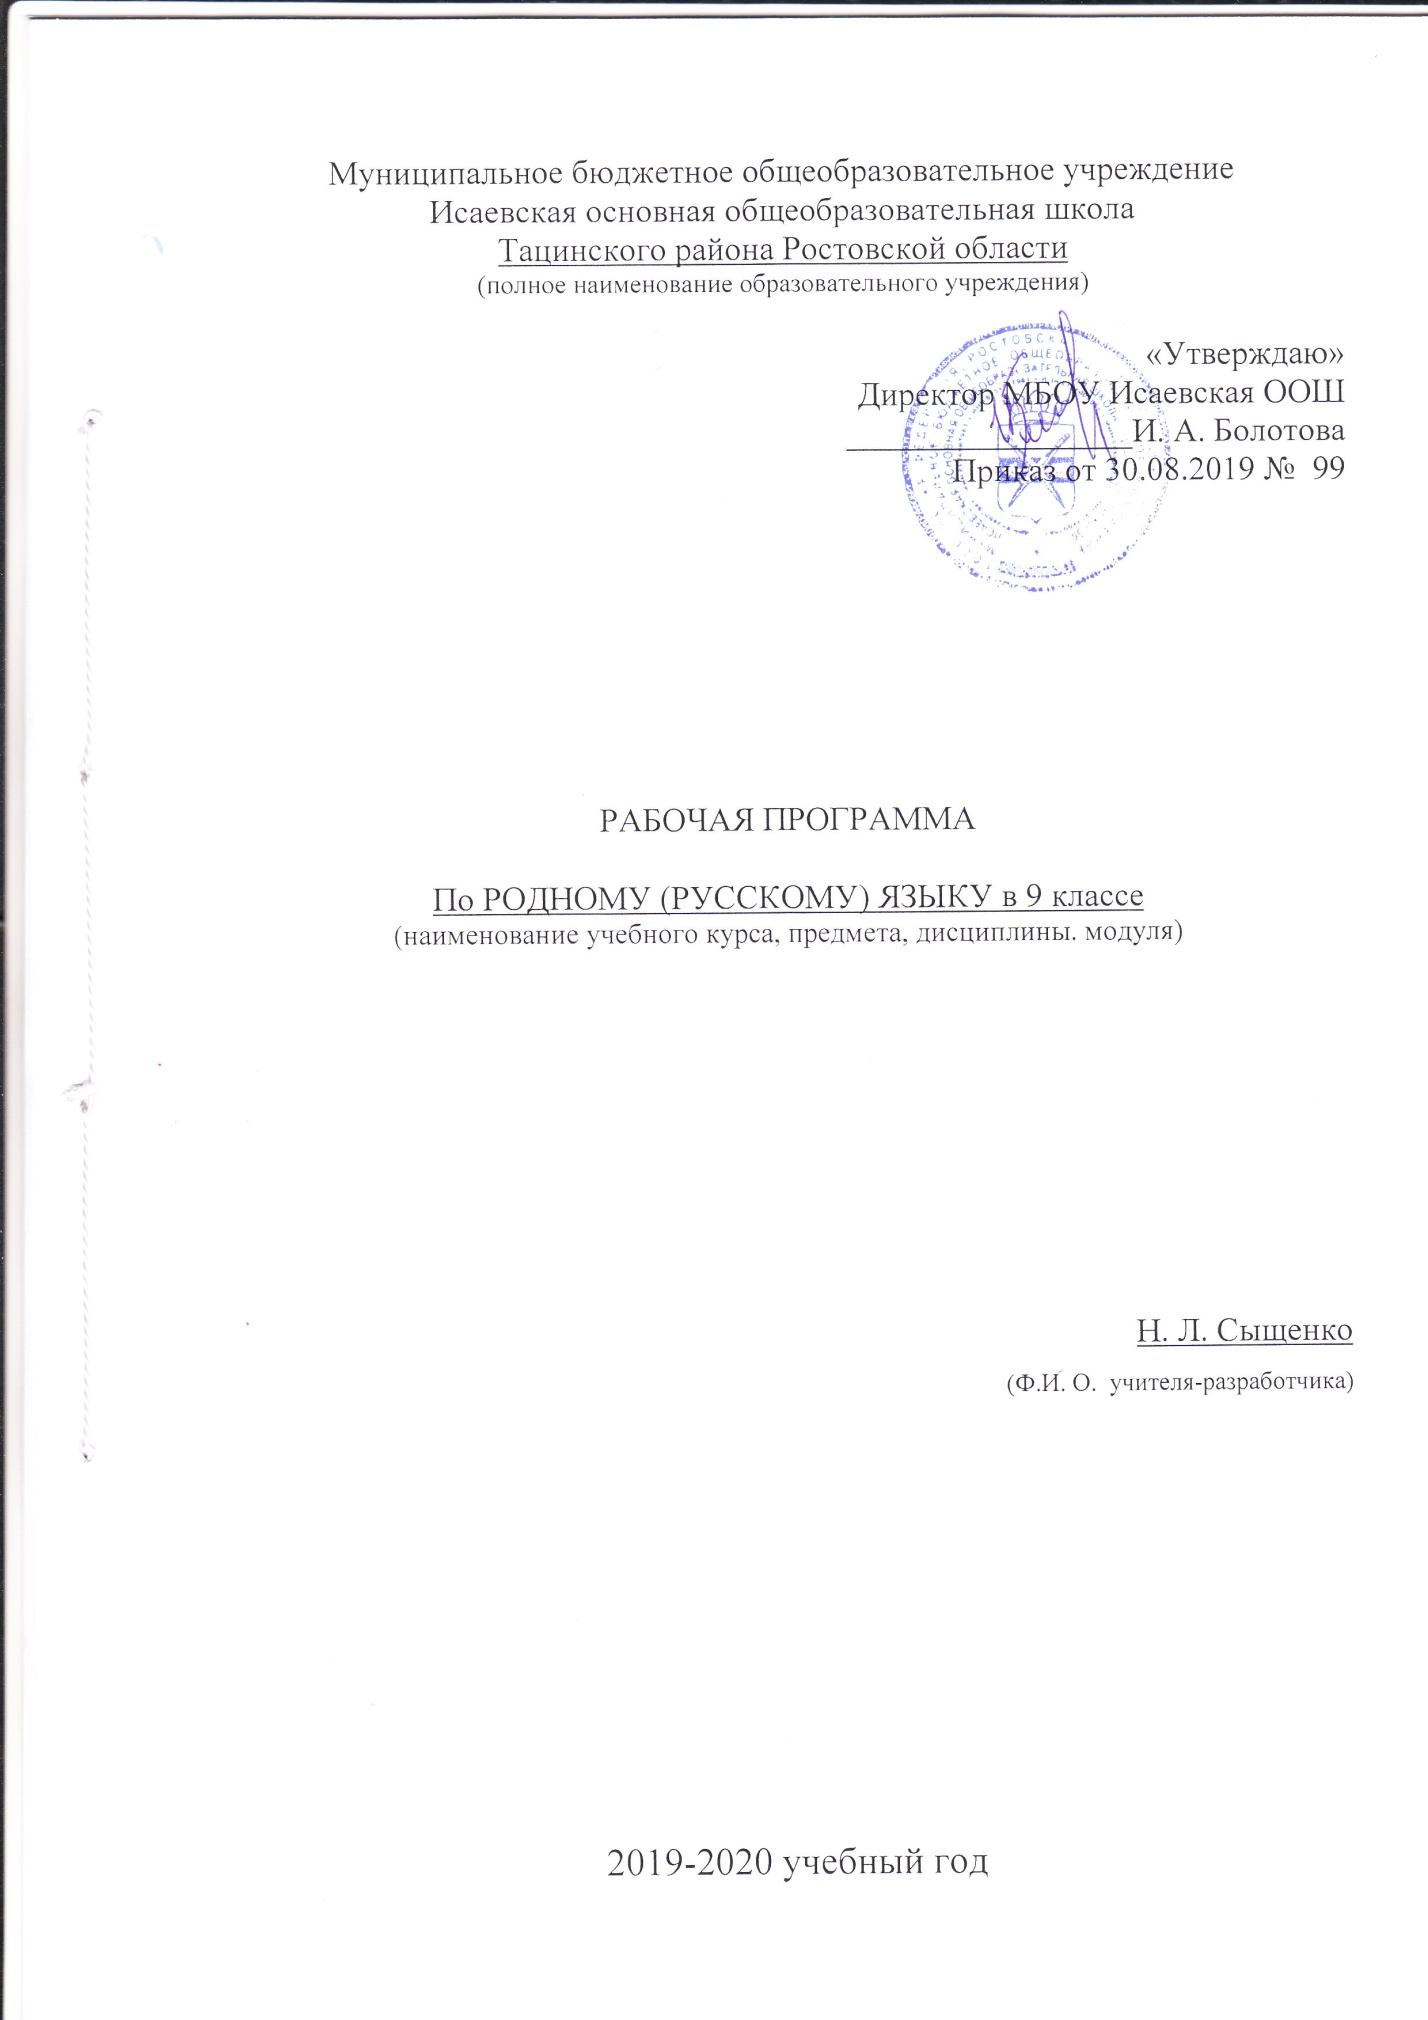 Муниципальное бюджетное общеобразовательное учреждение
Исаевская основная общеобразовательная школа
Тацинского района Ростовской области
(полное наименование образовательного учреждения)
«Утверждаю»
Директор МБОУ Исаевская ООШ
И. А. Болотова
Приказ от 30.08.2019 № 99
РАБОЧАЯ ПРОГРАММА
По РОДНОМУ (РУССКОМУ) ЯЗЫКУ в 9 классе
(наименование учебного курса, предмета, дисциплины. модуля)
Н. Л. Сыщенко
(Ф.И. О. учителя-разработчика)
2019-2020 учебный год